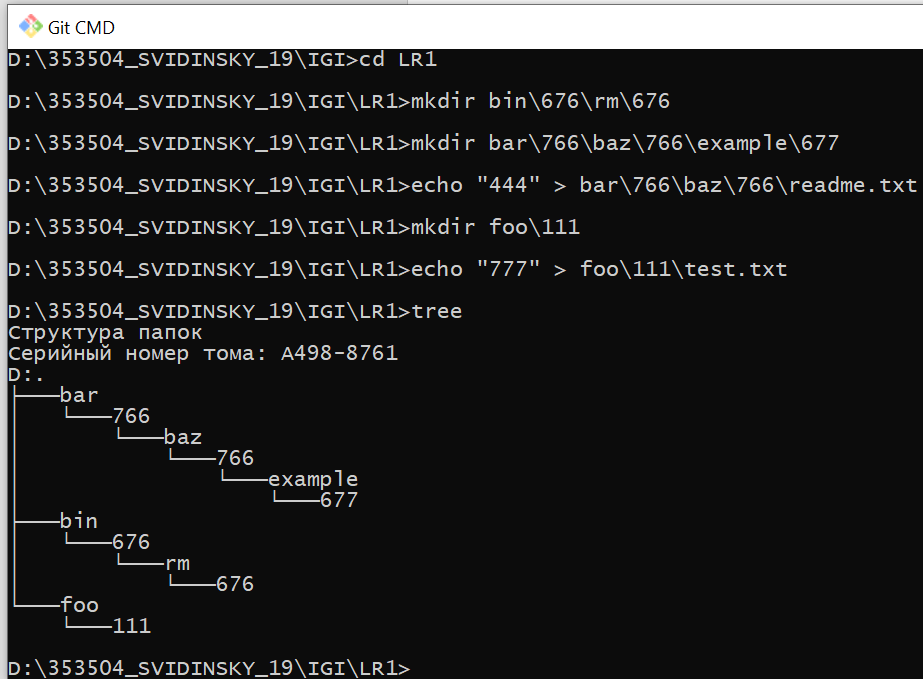 Git CMD
D:\353504_SVIDINSKY_19\IGI>cd LR1
D:\353504_SVIDINSKY_19\IGI\LR1>mkdir bin\676\rm\676
D:\353504_SVIDINSKY_19\IGI\LR1>mkdir bar\766\baz\766\example\677
D:\353504_SVIDINSKY_19\IGI\LR1>echo "444" > bar\766\baz\766\readme.txt
D:\353504_SVIDINSKY_19\IGI\LR1>mkdir foo\111
D:\353504_SVIDINSKY_19\IGI\LR1>echo "777" > foo\111\test.txt
D:\353504_SVIDINSKY_19\IGI\LR1>tree
Структура папок
Серийный номер тома: A498-8761
D:.
├───bar
│   └───766
│       └───baz
│           └───766
│               └───example
│                   └───677
├───bin
│   └───676
│       └───rm
│           └───676
└───foo
    └───111
D:\353504_SVIDINSKY_19\IGI\LR1>